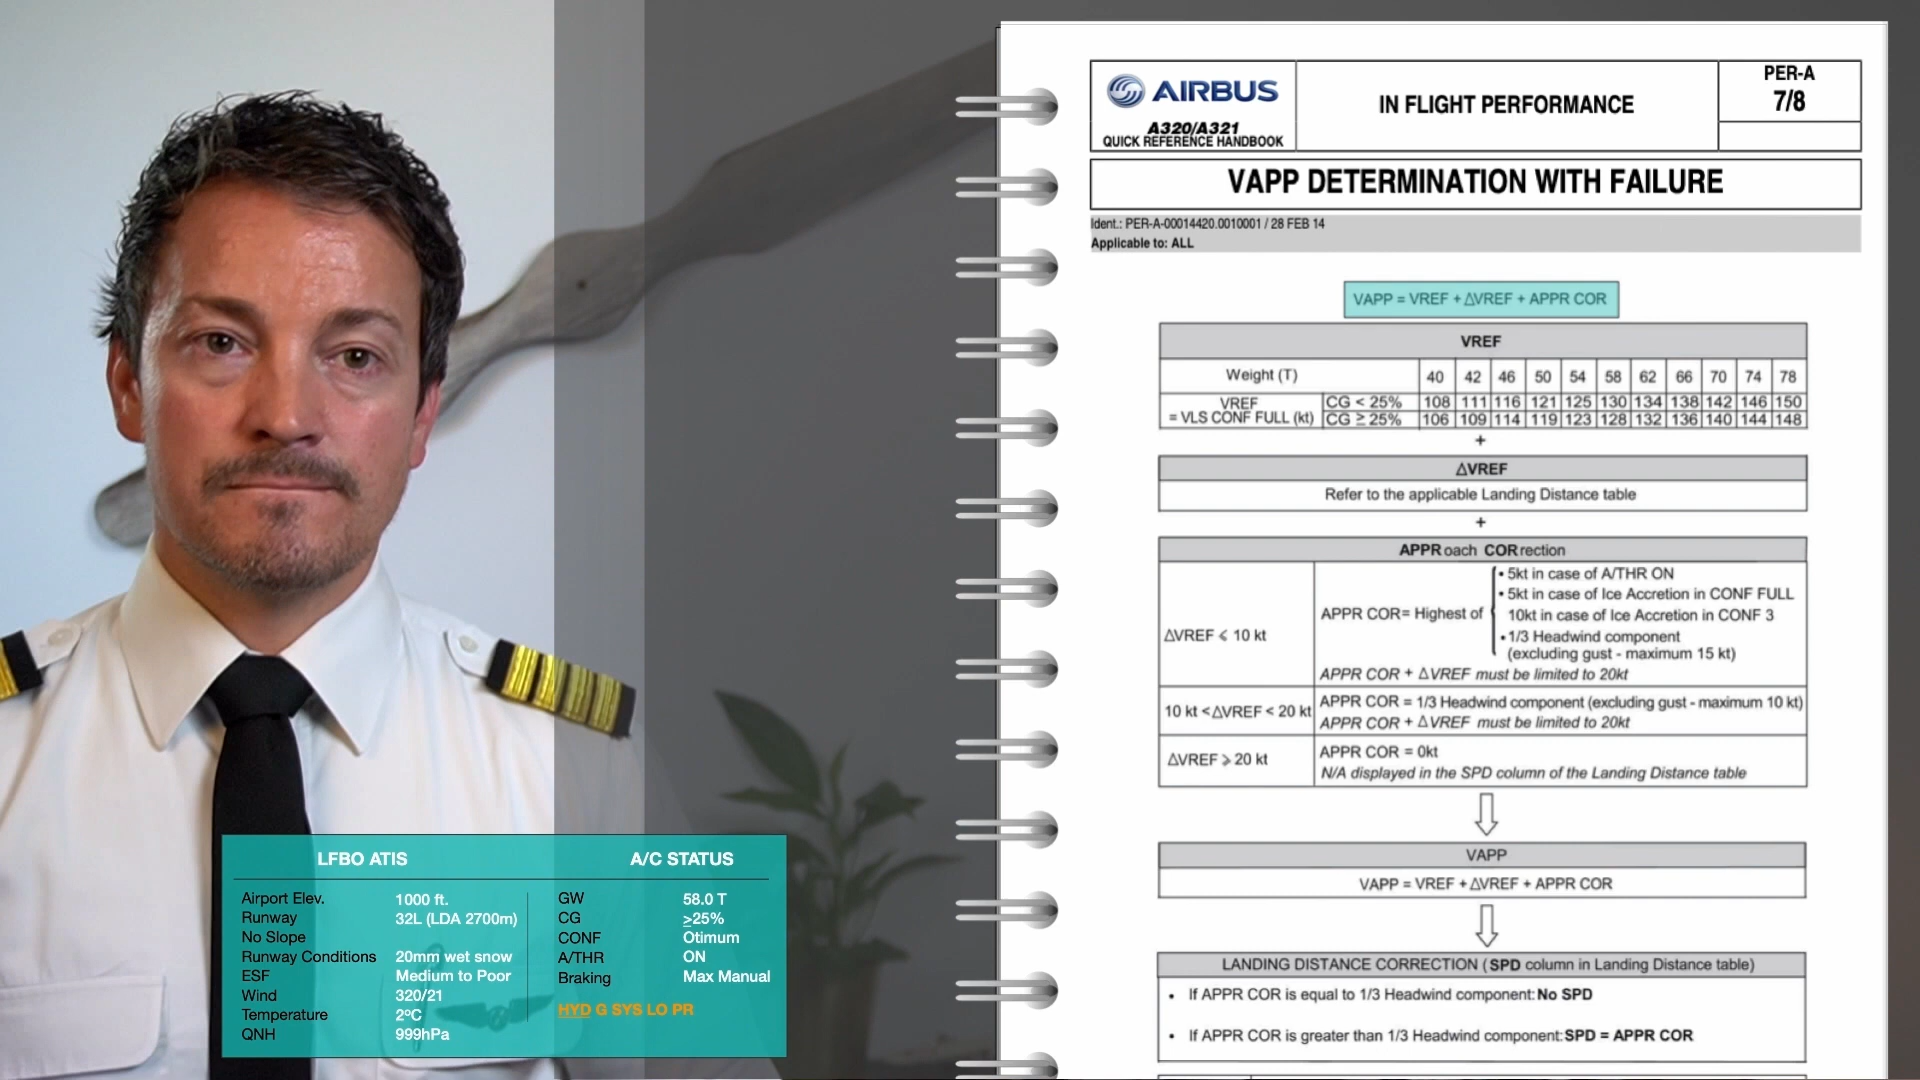 AIRBUS
A320/A321
QUICK REFERENCE HANDBOOK
IN FLIGHT PERFORMANCE
PER-A
7/8
VAPP DETERMINATION WITH FAILURE
Ident.: PER-A-00014420.0010001 / 28 FEB 14
Applicable to: ALL
VAPP = VREF + ΔVREF + APPR COR
VREF
Weight (T) 40 42 46 50 54 58 62 66 70 74 78
VREF
= VLS CONF FULL (kt)
CG < 25% 108 111 116 121 125 130 134 138 142 146 150
CG ≥ 25% 106 109 114 119 123 128 132 136 140 144 148
+
ΔVREF
Refer to the applicable Landing Distance table
+
APPRoach CORrection
ΔVREF ⩽ 10 kt
APPR COR= Highest of
• 5kt in case of A/THR ON
• 5kt in case of Ice Accretion in CONF FULL
10kt in case of Ice Accretion in CONF 3
• 1/3 Headwind component
(excluding gust - maximum 15 kt)
APPR COR + ΔVREF must be limited to 20kt
10 kt < ΔVREF < 20 kt
APPR COR = 1/3 Headwind component (excluding gust - maximum 10 kt)
APPR COR + ΔVREF must be limited to 20kt
ΔVREF ⩾ 20 kt
APPR COR = 0kt
N/A displayed in the SPD column of the Landing Distance table
VAPP
VAPP = VREF + ΔVREF + APPR COR
LANDING DISTANCE CORRECTION (SPD column in Landing Distance table)
• If APPR COR is equal to 1/3 Headwind component: No SPD
• If APPR COR is greater than 1/3 Headwind component: SPD = APPR COR
LFBO ATIS
Airport Elev. 1000 ft.
Runway 32L (LDA 2700m)
No Slope
Runway Conditions 20mm wet snow
ESF Medium to Poor
Wind 320/21
Temperature 2ºC
QNH 999hPa
A/C STATUS
GW 58.0 T
CG ≥25%
CONF Otimum
A/THR ON
Braking Max Manual
HYD G SYS LO PR